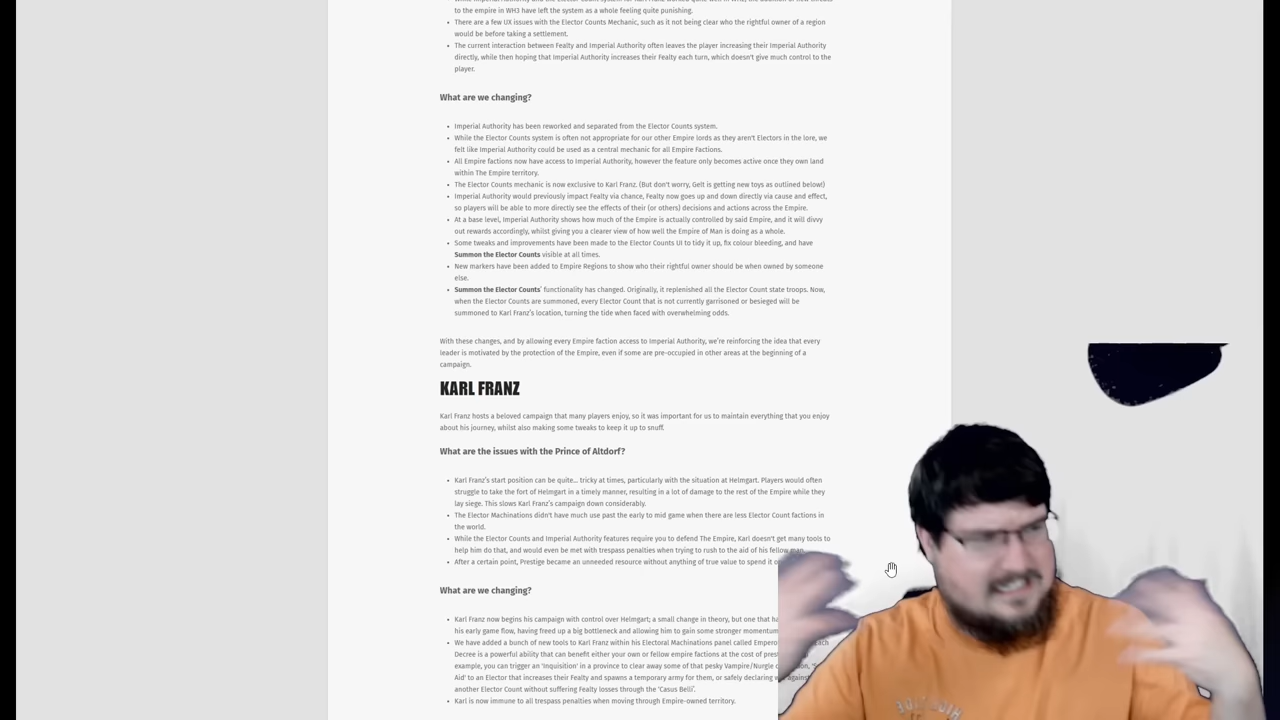 to the empire in WH3 have left the system as a whole feeling quite punishing.
There are a few UX issues with the Elector Counts Mechanic, such as it not being clear who the rightful owner of a region
would be before taking a settlement.
The current interaction between Fealty and Imperial Authority often leaves the player increasing their Imperial Authority
directly, while then hoping that Imperial Authority increases their Fealty each turn, which doesn't give much control to the
player.
What are we changing?
Imperial Authority has been reworked and separated from the Elector Counts system.
While the Elector Counts system is often not appropriate for our other Empire lords as they aren't Electors in the lore, we
felt like Imperial Authority could be used as a central mechanic for all Empire Factions.
All Empire factions now have access to Imperial Authority, however the feature only becomes active once they own land
within The Empire territory.
The Elector Counts mechanic is now exclusive to Karl Franz. (But don't worry, Gelt is getting new toys as outlined below!)
Imperial Authority would previously impact Fealty via chance, Fealty now goes up and down directly via cause and effect,
so players will be able to more directly see the effects of their (or others) decisions and actions across the Empire.
At a base level, Imperial Authority shows how much of the Empire is actually controlled by said Empire, and it will divvy
out rewards accordingly, whilst giving you a clearer view of how well the Empire of Man is doing as a whole.
Some tweaks and improvements have been made to the Elector Counts UI to tidy it up, fix colour bleeding, and have
Summon the Elector Counts visible at all times.
New markers have been added to Empire Regions to show who their rightful owner should be when owned by someone
else.
Summon the Elector Counts' functionality has changed. Originally, it replenished all the Elector Count state troops. Now,
when the Elector Counts are summoned, every Elector Count that is not currently garrisoned or besieged will be
summoned to Karl Franz's location, turning the tide when faced with overwhelming odds.
With these changes, and by allowing every Empire faction access to Imperial Authority, we're reinforcing the idea that every
leader is motivated by the protection of the Empire, even if some are pre-occupied in other areas at the beginning of a
campaign.
KARL FRANZ
Karl Franz hosts a beloved campaign that many players enjoy, so it was important for us to maintain everything that you enjoy
about his journey, whilst also making some tweaks to keep it up to snuff.
What are the issues with the Prince of Altdorf?
Karl Franz's start position can be quite... tricky at times, particularly with the situation at Helmgart. Players would often
struggle to take the fort of Helmgart in a timely manner, resulting in a lot of damage to the rest of the Empire while they
lay siege. This slows Karl Franz's campaign down considerably.
The Elector Machinations didn't have much use past the early to mid game when there are less Elector Count factions in
the world.
While the Elector Counts and Imperial Authority features require you to defend The Empire, Karl doesn't get many tools to
help him do that, and would even be met with trespass penalties when trying to rush to the aid of his fellow man.
After a certain point, Prestige became an unneeded resource without anything of true value to spend it
What are we changing?
Karl Franz now begins his campaign with control over Helmgart; a small change in theory, but one that
his early game flow, having freed up a big bottleneck and allowing him to gain some stronger momentum
We have added a bunch of new tools to Karl Franz within his Electoral Machinations panel called Each
Decree is a powerful ability that can benefit either your own or fellow empire factions at the cost of
example, you can trigger an 'Inquisition' in a province to clear away some of that pesky Vampire/Nurgle
Aid' to an Elector that increases their Fealty and spawns a temporary army for them, or safely declaring against
another Elector Count without suffering Fealty losses through the 'Casus Belli'.
Karl is now immune to all trespass penalties when moving through Empire-owned territory.